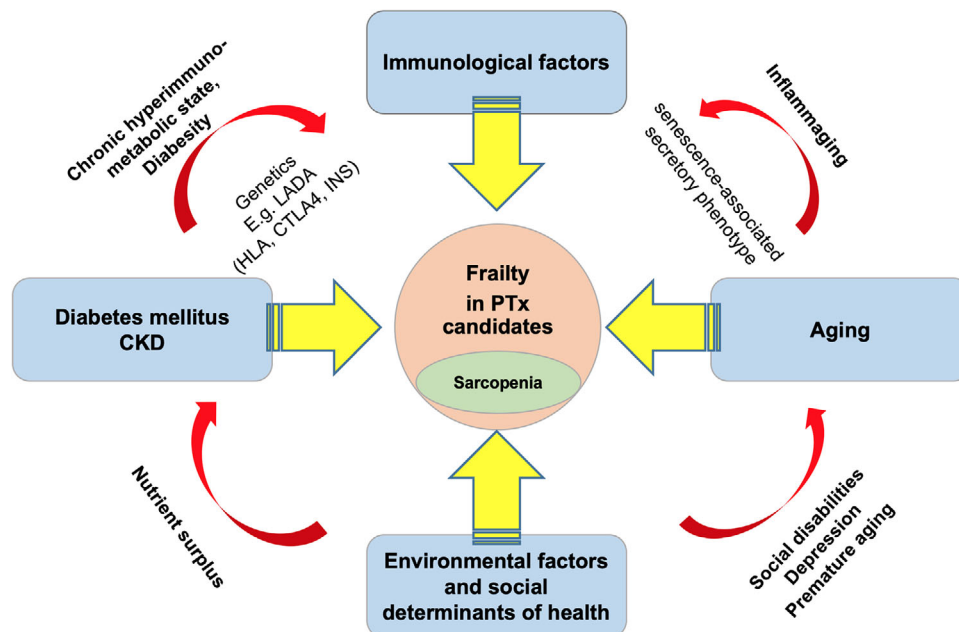 Immunological factors
Chronic hyperimmuno-
metabolic state,
Diabesity
Genetics
E.g. LADA
(HLA, CTLA4, INS)
Inflammaging
senescence-associated
secretory phenotype
Diabetes mellitus
CKD
Frailty
in PTx
candidates
Sarcopenia
Aging
Nutrient surplus
Environmental factors
and social
determinants of health
Social disabilities
Depression
Premature aging